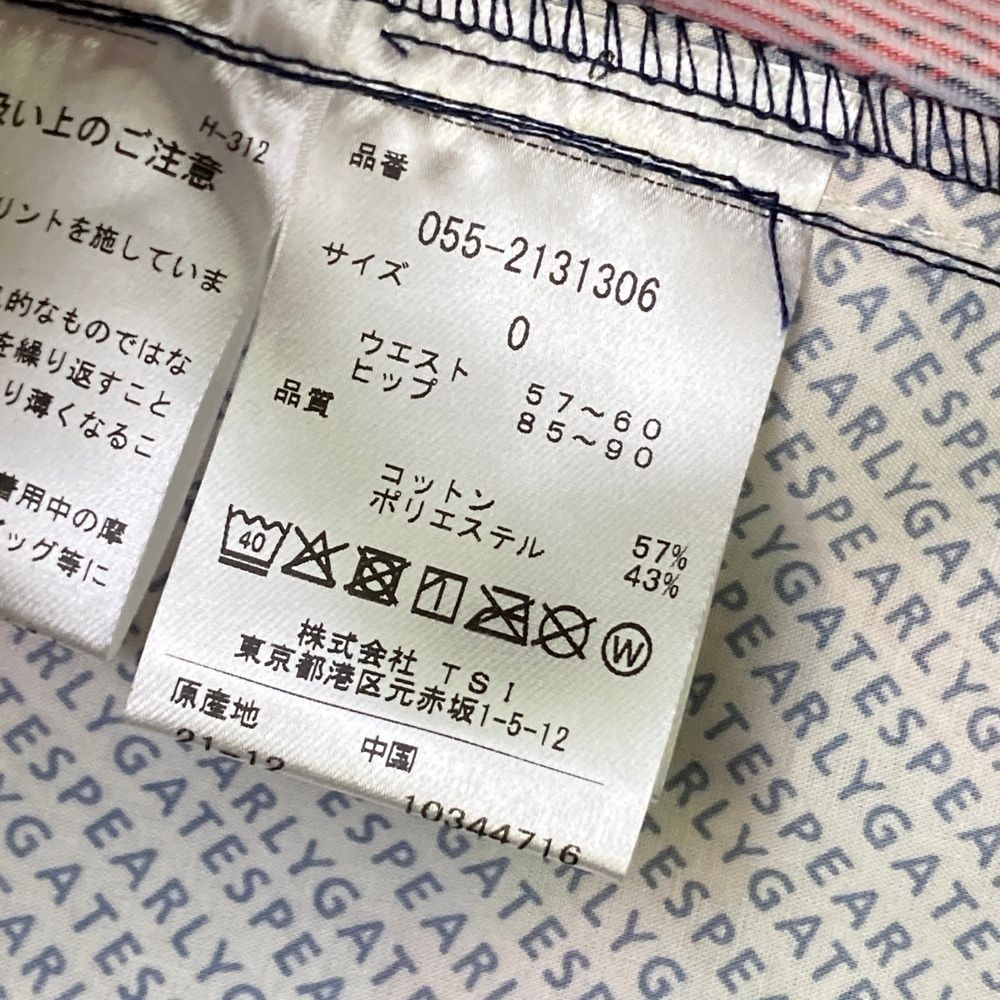 H-312
扱い上のご注意
リントを施していま
的なものではな
を繰り返すこと
り薄くなるこ
着用中の摩
ッグ等に
品番
055-2131306
サイズ
0
ウエスト 57～60
ヒップ 85～90
品質
コットン 57%
ポリエステル 43%
40
W
株式会社 TSI
東京都港区元赤坂1-5-12
原産地 中国
21-12 10344716
PEARLYGATES